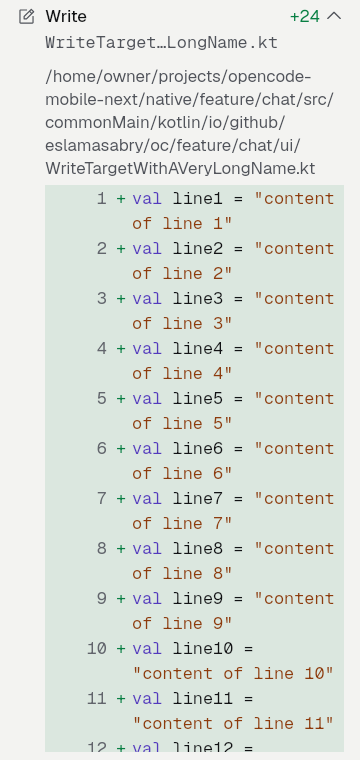 Write +24
WriteTarget…LongName.kt
/home/owner/projects/opencode-
mobile-next/native/feature/chat/src/
commonMain/kotlin/io/github/
eslamasabry/oc/feature/chat/ui/
WriteTargetWithAVeryLongName.kt
1 + val line1 = "content
of line 1"
2 + val line2 = "content
of line 2"
3 + val line3 = "content
of line 3"
4 + val line4 = "content
of line 4"
5 + val line5 = "content
of line 5"
6 + val line6 = "content
of line 6"
7 + val line7 = "content
of line 7"
8 + val line8 = "content
of line 8"
9 + val line9 = "content
of line 9"
10 + val line10 =
"content of line 10"
11 + val line11 =
"content of line 11"
12 + val line12 =